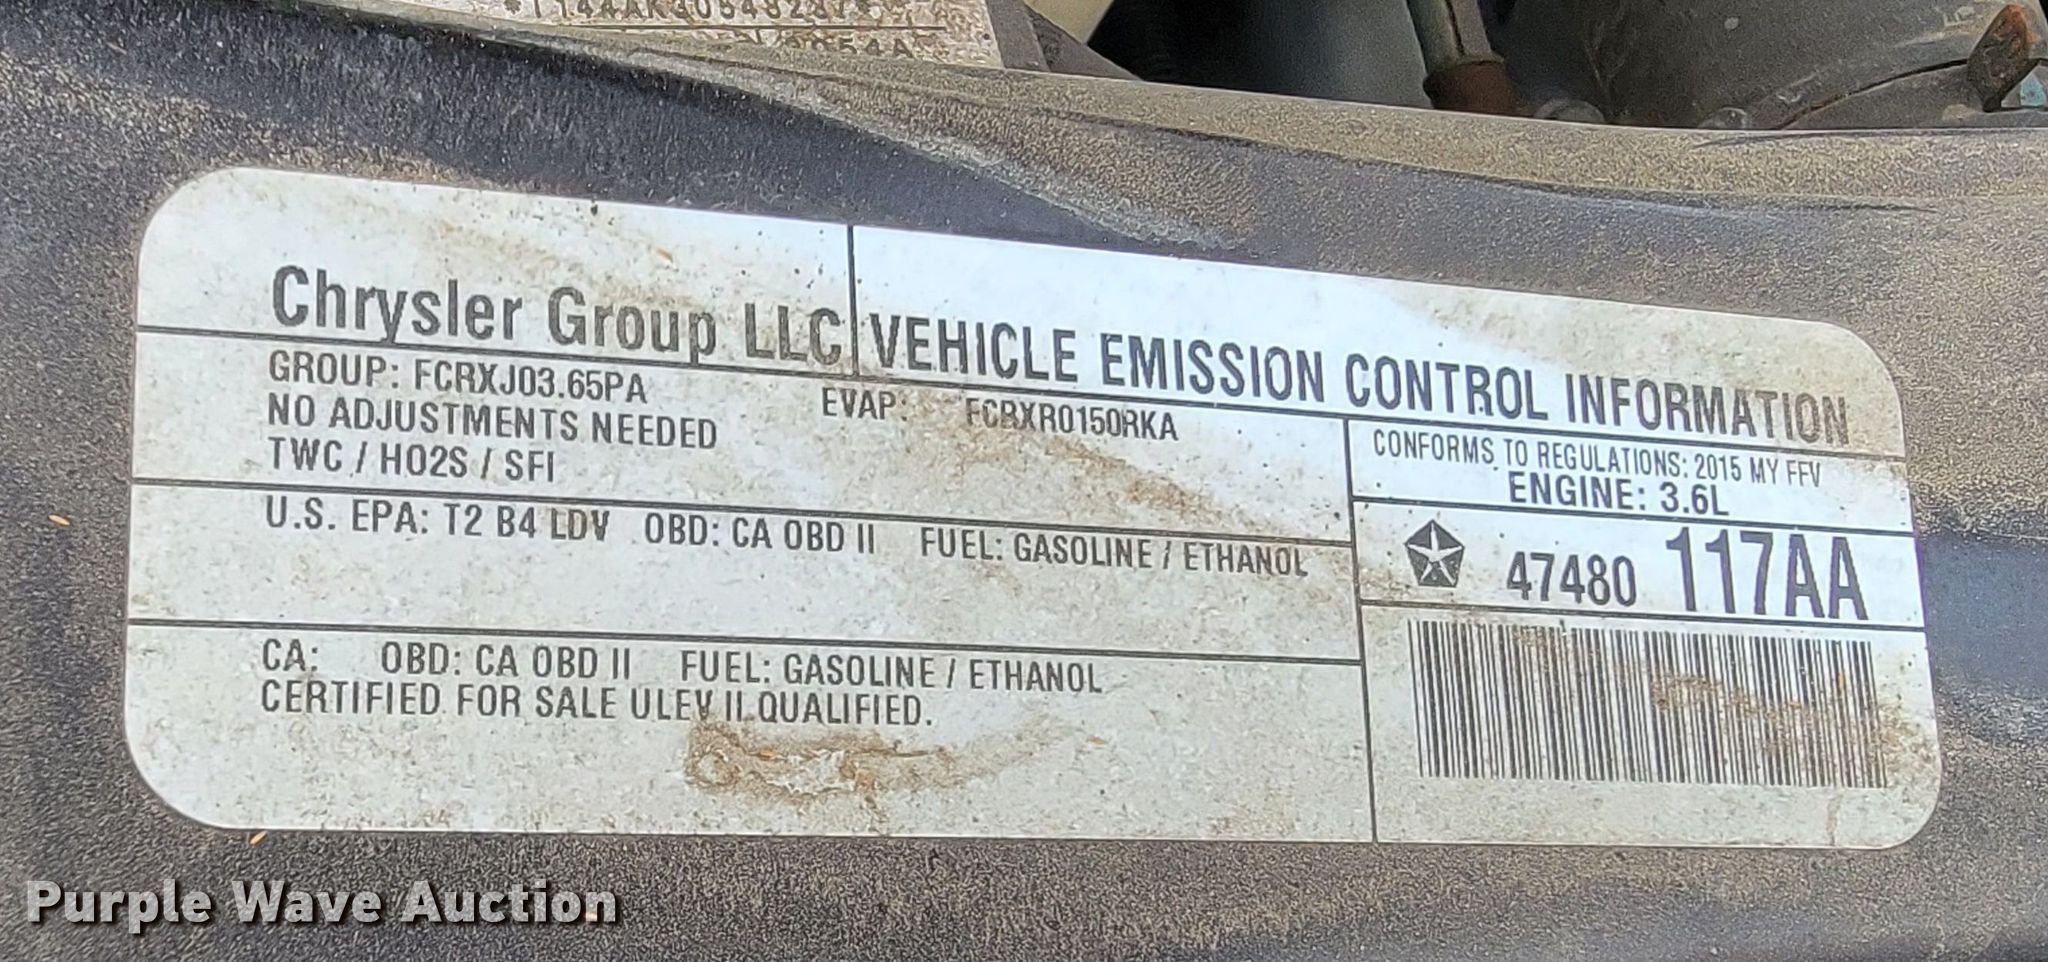 Chrysler Group LLC VEHICLE EMISSION CONTROL INFORMATION
GROUP: FCRXJ03.65PA EVAP: FCRXR0150RKA
NO ADJUSTMENTS NEEDED
TWC / HO2S / SFI
CONFORMS TO REGULATIONS: 2015 MY FFV
ENGINE: 3.6L
U.S. EPA: T2 B4 LDV OBD: CA OBD II FUEL: GASOLINE / ETHANOL
47480 117AA
CA: OBD: CA OBD II FUEL: GASOLINE / ETHANOL
CERTIFIED FOR SALE ULEV II QUALIFIED.
Purple Wave Auction